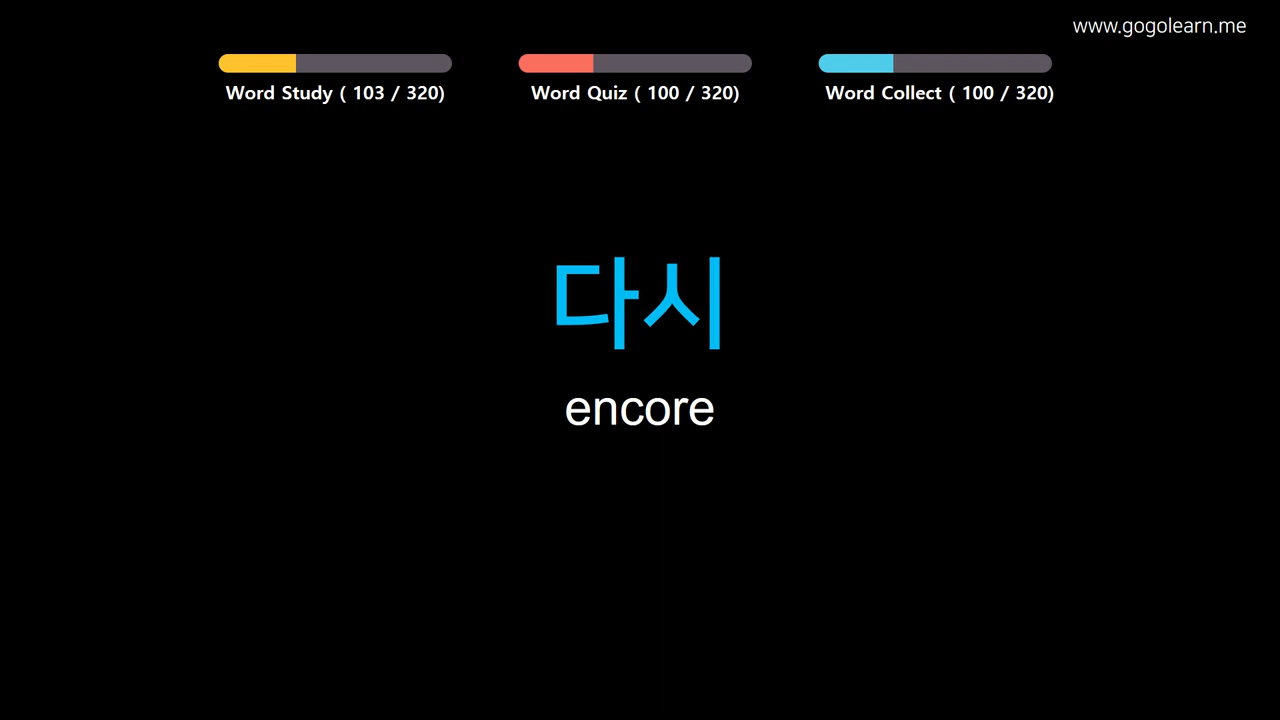 www.gogolearn.me
Word Study ( 103 / 320)
Word Quiz ( 100 / 320)
Word Collect ( 100 / 320)
다시
encore